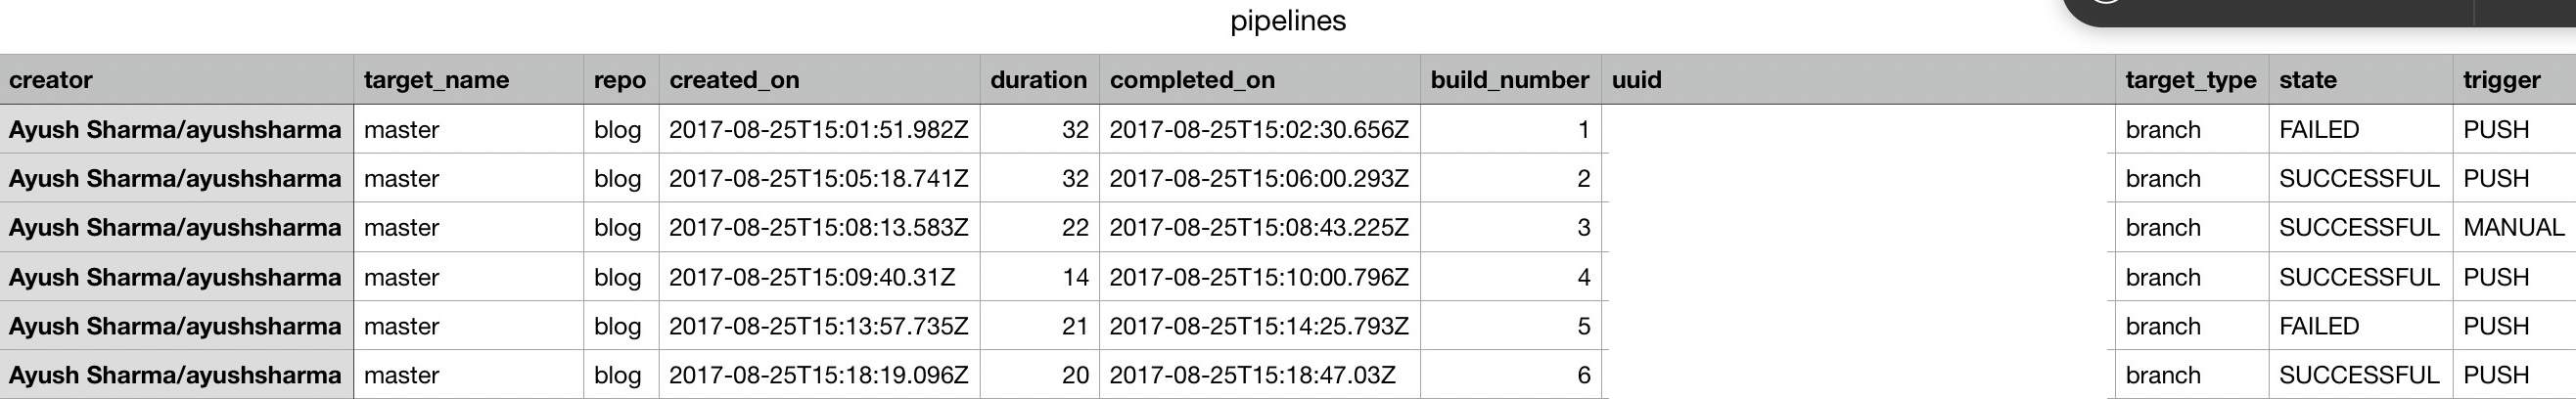 pipelines
creator target_name repo created_on duration completed_on build_number uuid target_type state trigger
Ayush Sharma/ayushsharma master blog 2017-08-25T15:01:51.982Z 32 2017-08-25T15:02:30.656Z 1 branch FAILED PUSH
Ayush Sharma/ayushsharma master blog 2017-08-25T15:05:18.741Z 32 2017-08-25T15:06:00.293Z 2 branch SUCCESSFUL PUSH
Ayush Sharma/ayushsharma master blog 2017-08-25T15:08:13.583Z 22 2017-08-25T15:08:43.225Z 3 branch SUCCESSFUL MANUAL
Ayush Sharma/ayushsharma master blog 2017-08-25T15:09:40.31Z 14 2017-08-25T15:10:00.796Z 4 branch SUCCESSFUL PUSH
Ayush Sharma/ayushsharma master blog 2017-08-25T15:13:57.735Z 21 2017-08-25T15:14:25.793Z 5 branch FAILED PUSH
Ayush Sharma/ayushsharma master blog 2017-08-25T15:18:19.096Z 20 2017-08-25T15:18:47.03Z 6 branch SUCCESSFUL PUSH